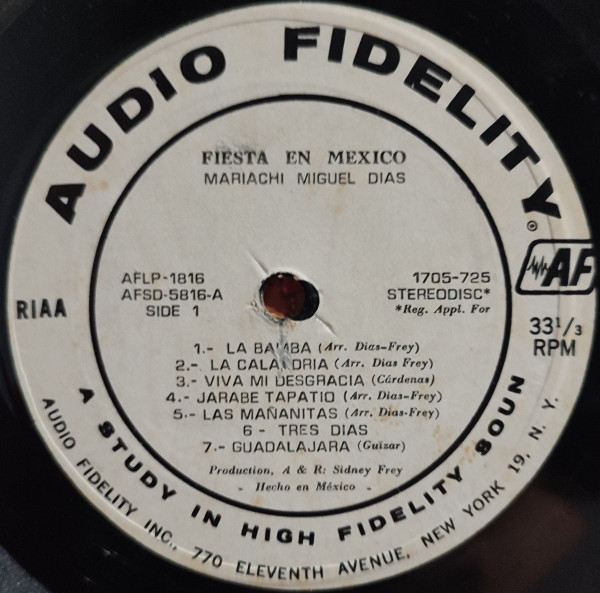 AUDIO FIDELITY®
AF
FIESTA EN MEXICO
MARIACHI MIGUEL DIAS
AFLP-1816
AFSD-5816-A
SIDE 1
1705-725
STEREODISC*
*Reg. Appl. For
RIAA
33 1/3
RPM
1.- LA BAMBA (Arr. Dias-Frey)
2.- LA CALANDRIA (Arr. Dias Frey)
3.- VIVA MI DESGRACIA (Cárdenas)
4.- JARABE TAPATIO (Arr. Dias-Frey)
5.- LAS MAÑANITAS (Arr. Dias-Frey)
6 - TRES DIAS
7.- GUADALAJARA (Guizar)
Production, A & R: Sidney Frey
- Hecho en México -
A STUDY IN HIGH FIDELITY SOUN
AUDIO FIDELITY INC., 770 ELEVENTH AVENUE, NEW YORK 19, N. Y.